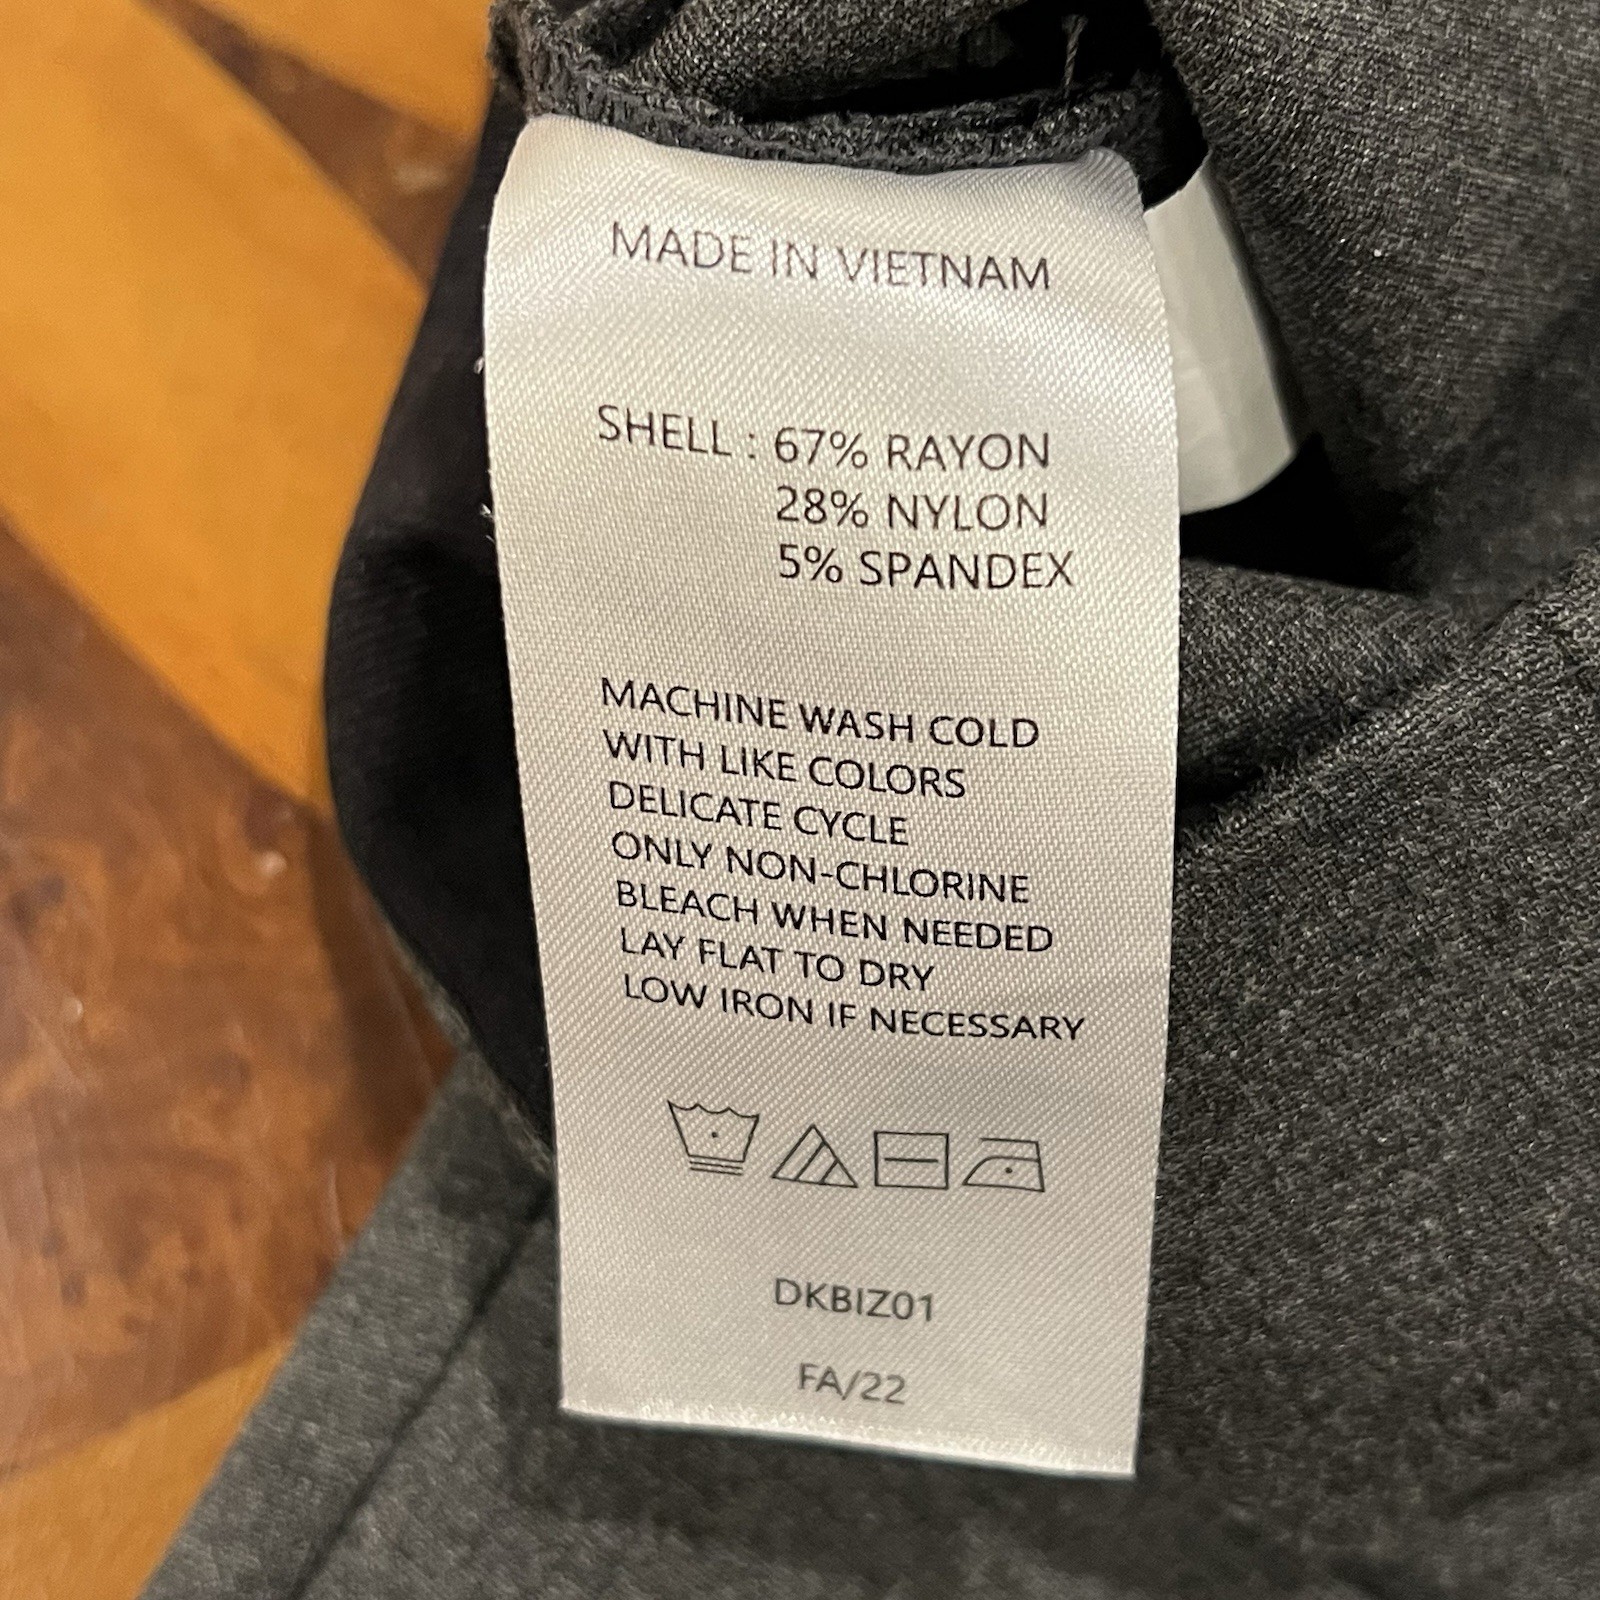 MADE IN VIETNAM
SHELL : 67% RAYON
28% NYLON
5% SPANDEX
MACHINE WASH COLD
WITH LIKE COLORS
DELICATE CYCLE
ONLY NON-CHLORINE
BLEACH WHEN NEEDED
LAY FLAT TO DRY
LOW IRON IF NECESSARY
DKBIZ01
FA/22